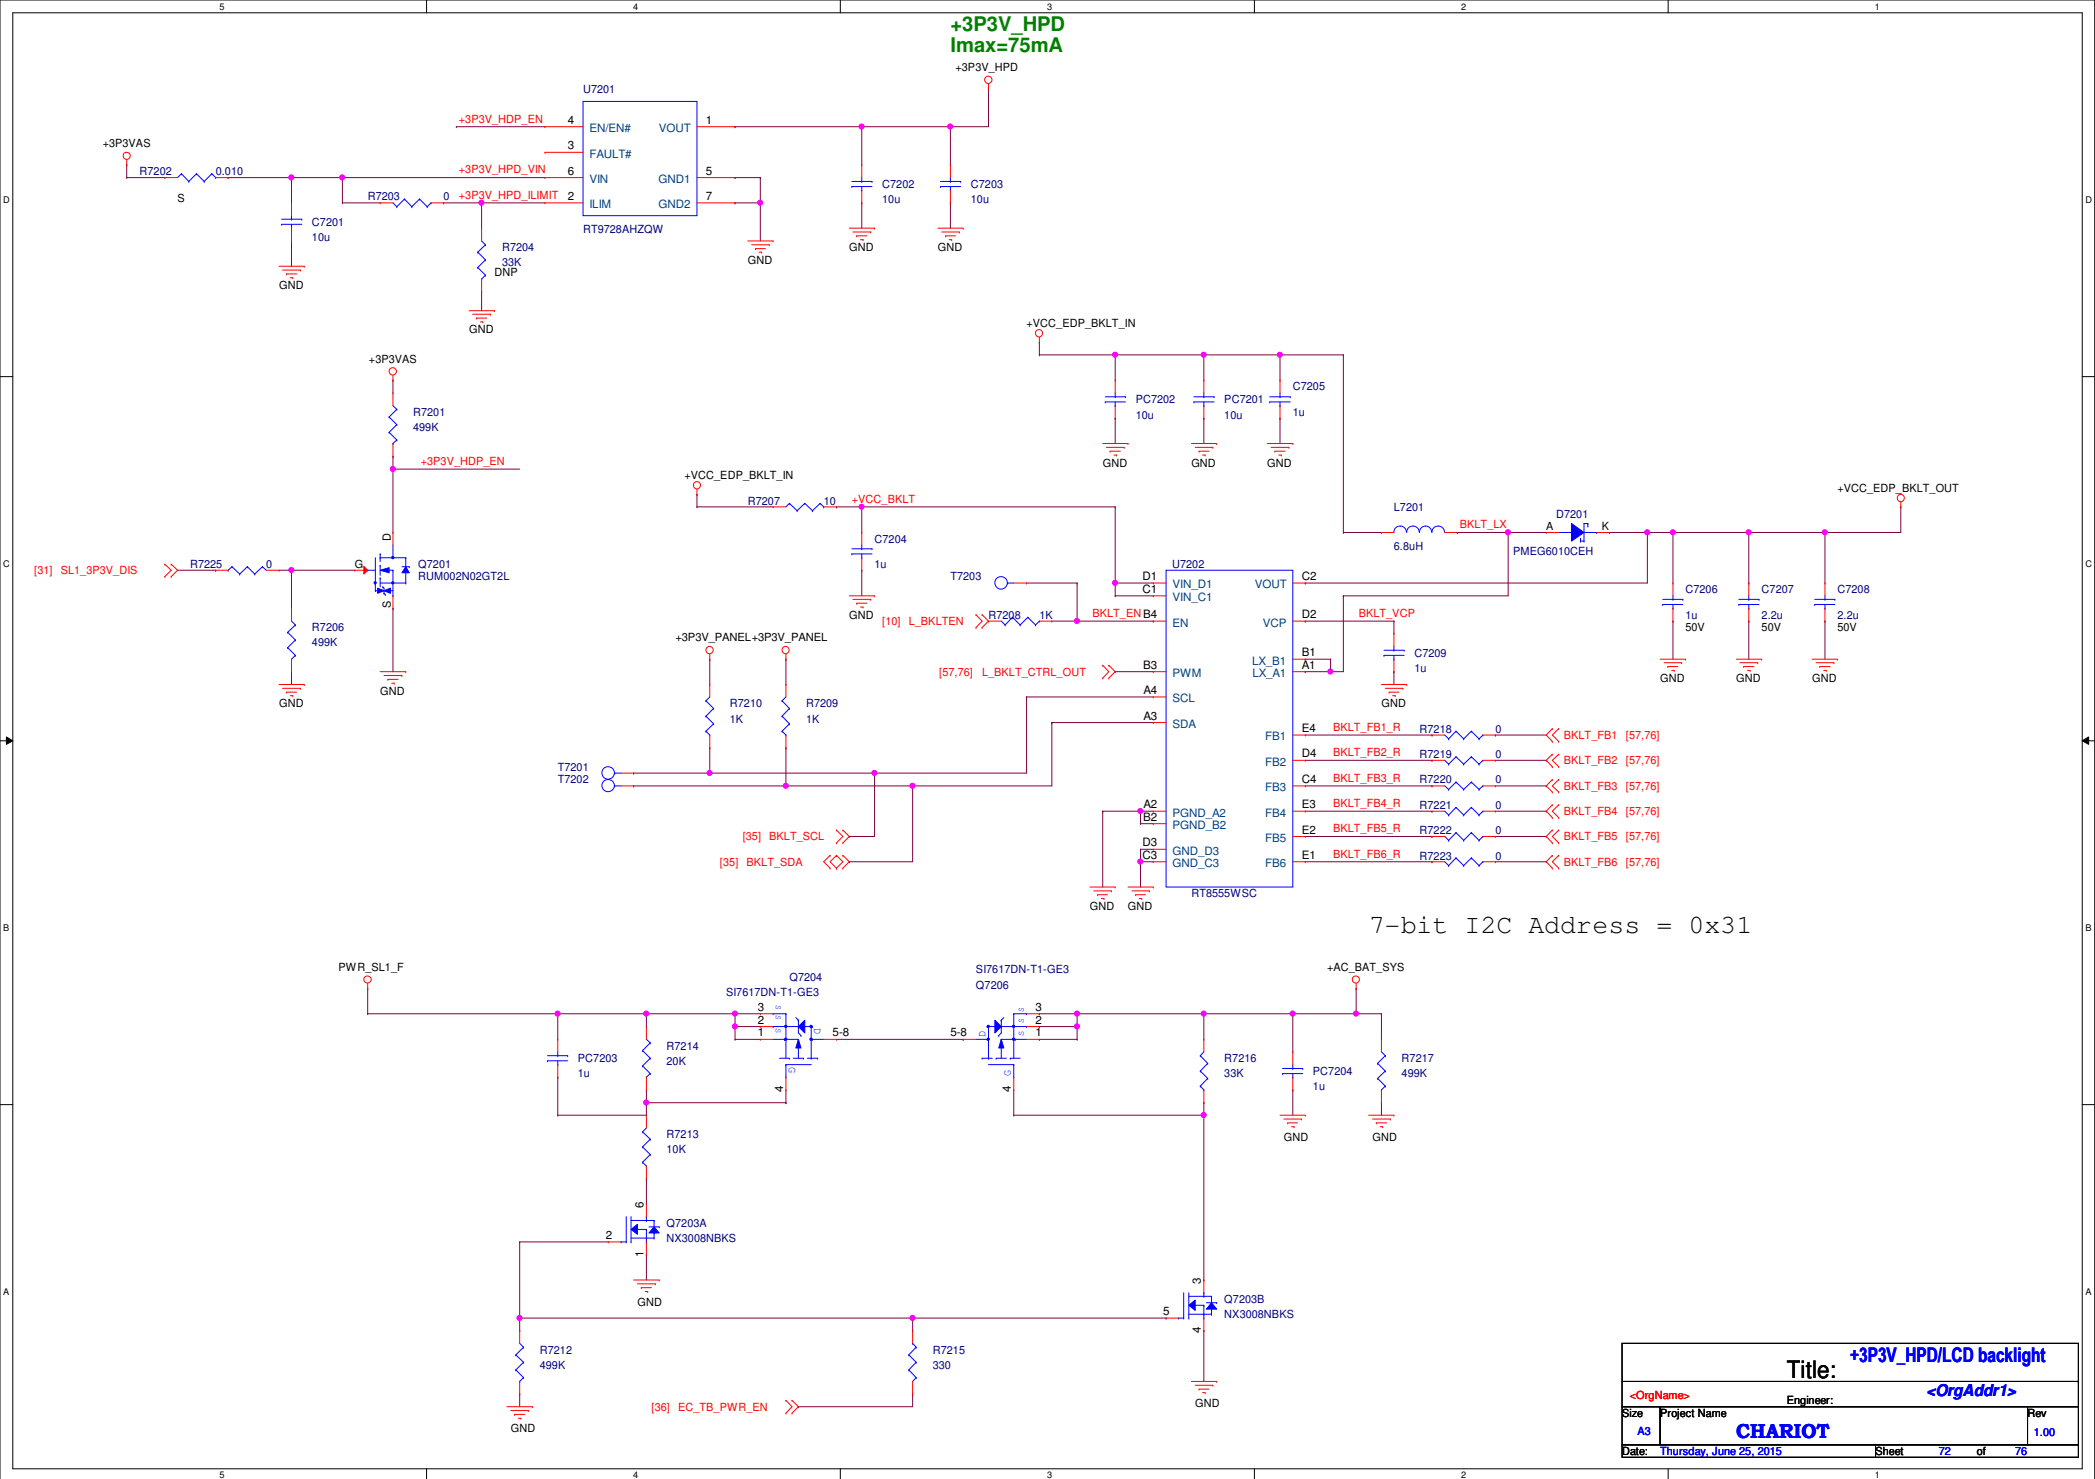 5 4 3 2 1
+3P3V_HPD
Imax=75mA
+3P3V_HPD
U7201
+3P3V_HDP_EN 4 EN/EN# VOUT 1
3 FAULT#
+3P3VAS
R7202 0.010
S
+3P3V_HPD_VIN 6 VIN GND1 5
R7203 0 +3P3V_HPD_ILIMIT 2 ILIM GND2 7
RT9728AHZQW
C7201
10u
GND
R7204
33K
DNP
GND
GND
C7202
10u
GND
C7203
10u
GND
D D
+3P3VAS
R7201
499K
+3P3V_HDP_EN
[31] SL1_3P3V_DIS R7225 0 G D S
Q7201
RUM002N02GT2L
R7206
499K
GND
GND
+VCC_EDP_BKLT_IN
PC7202
10u
GND
PC7201
10u
GND
C7205
1u
GND
+VCC_EDP_BKLT_IN
R7207 10 +VCC_BKLT
C7204
1u
GND
L7201
6.8uH
BKLT_LX
D7201
A K
PMEG6010CEH
+VCC_EDP_BKLT_OUT
C C
C7206
1u
50V
GND
C7207
2.2u
50V
GND
C7208
2.2u
50V
GND
T7203
[10] L_BKLTEN R7208 1K BKLT_EN
[57,76] L_BKLT_CTRL_OUT
U7202
D1 VIN_D1 VOUT C2
C1 VIN_C1
B4 EN VCP D2 BKLT_VCP
LX_B1 B1
B3 PWM LX_A1 A1
A4 SCL
A3 SDA
C7209
1u
GND
FB1 E4 BKLT_FB1_R R7218 0 BKLT_FB1 [57,76]
FB2 D4 BKLT_FB2_R R7219 0 BKLT_FB2 [57,76]
FB3 C4 BKLT_FB3_R R7220 0 BKLT_FB3 [57,76]
A2 PGND_A2 FB4 E3 BKLT_FB4_R R7221 0 BKLT_FB4 [57,76]
B2 PGND_B2
FB5 E2 BKLT_FB5_R R7222 0 BKLT_FB5 [57,76]
D3 GND_D3
C3 GND_C3 FB6 E1 BKLT_FB6_R R7223 0 BKLT_FB6 [57,76]
RT8555WSC
GND GND
+3P3V_PANEL +3P3V_PANEL
R7210
1K
R7209
1K
T7201
T7202
[35] BKLT_SCL
[35] BKLT_SDA
7-bit I2C Address = 0x31
B B
PWR_SL1_F
Q7204
SI7617DN-T1-GE3
3 S
2 S
1 S D 5-8
G
4
SI7617DN-T1-GE3
Q7206
S 3
S 2
5-8 D S 1
G
4
+AC_BAT_SYS
PC7203
1u
R7214
20K
R7216
33K
PC7204
1u
GND
R7217
499K
GND
R7213
10K
6
2 Q7203A
NX3008NBKS
1
GND
3
5 Q7203B
NX3008NBKS
4
GND
R7212
499K
GND
R7215
330
[36] EC_TB_PWR_EN
A A
Title: +3P3V_HPD/LCD backlight
<OrgName> Engineer: <OrgAddr1>
Size Project Name Rev
A3 CHARIOT 1.00
Date: Thursday, June 25, 2015 Sheet 72 of 76
5 4 3 2 1